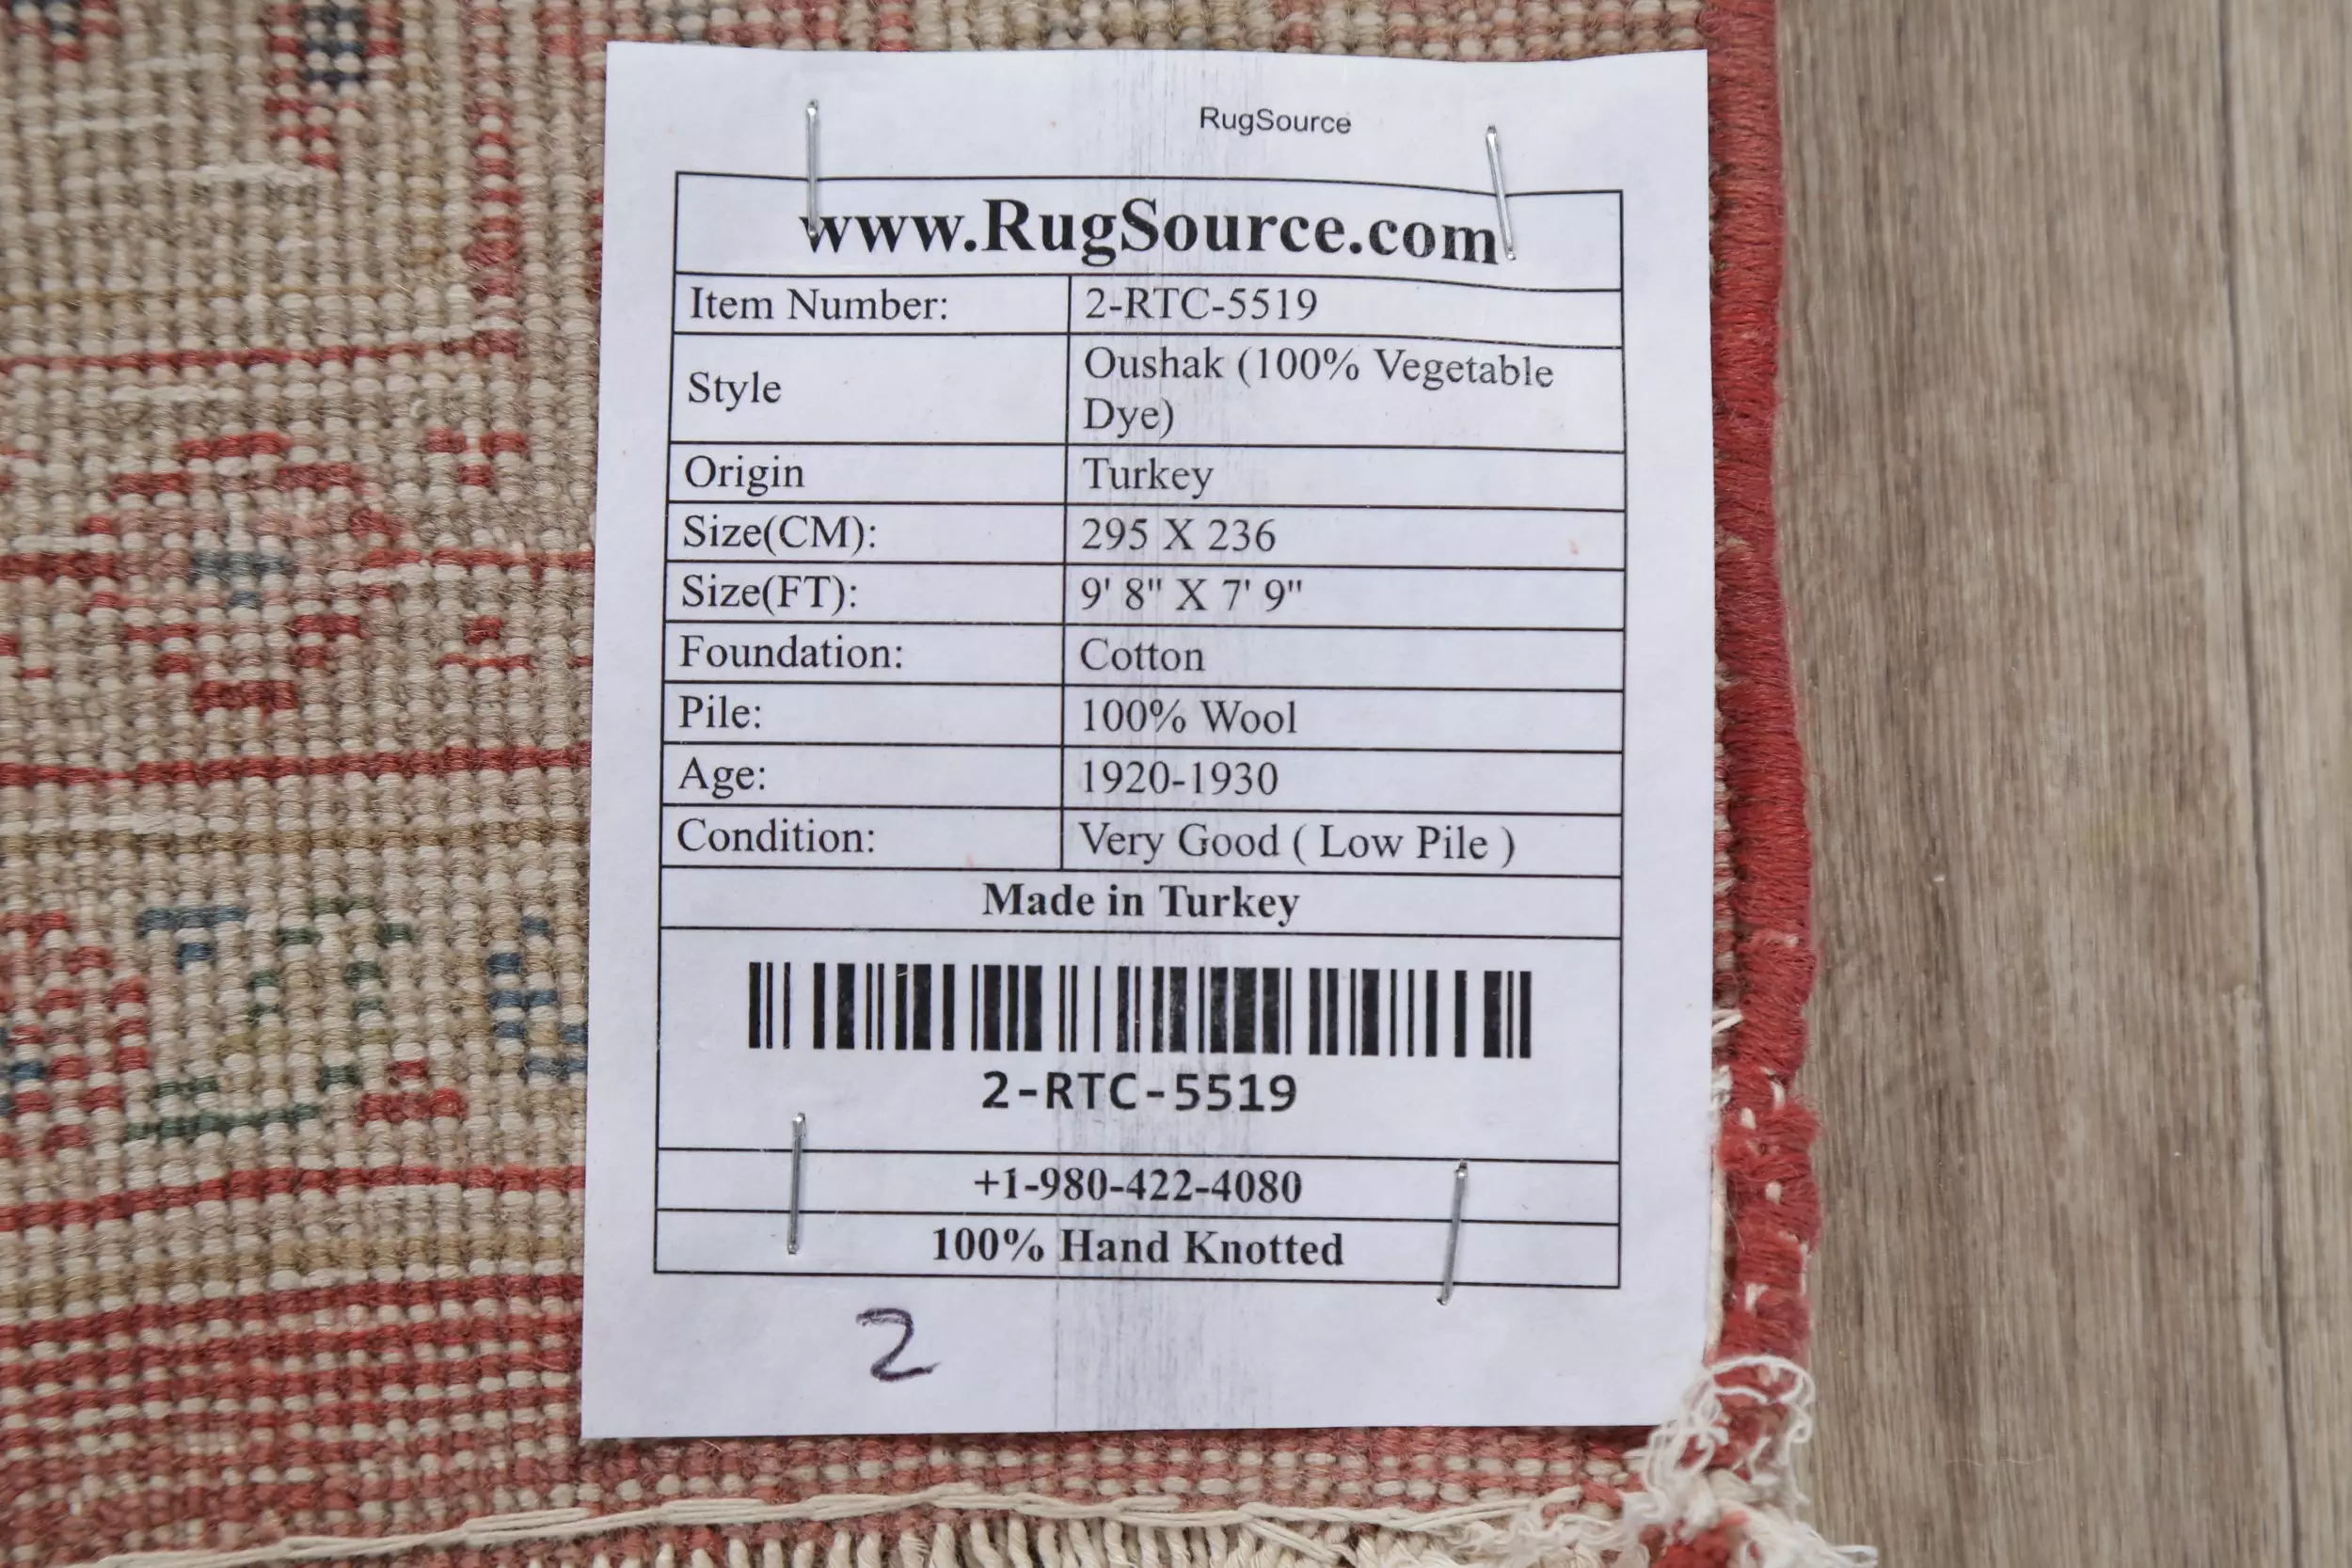 RugSource
www.RugSource.com
Item Number: 2-RTC-5519
Style Oushak (100% Vegetable
Dye)
Origin Turkey
Size(CM): 295 X 236
Size(FT): 9' 8" X 7' 9"
Foundation: Cotton
Pile: 100% Wool
Age: 1920-1930
Condition: Very Good ( Low Pile )
Made in Turkey
2-RTC-5519
+1-980-422-4080
100% Hand Knotted
2